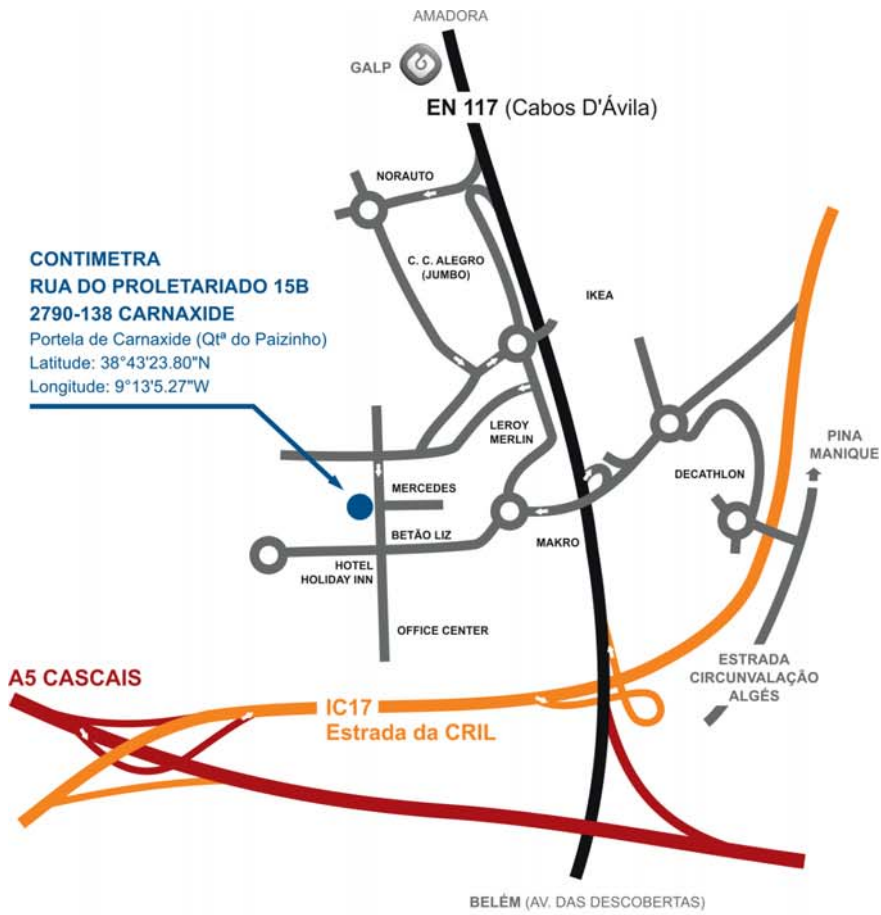 AMADORA
GALP
EN 117 (Cabos D'Ávila)
NORAUTO
C. C. ALEGRO
(JUMBO)
IKEA
CONTIMETRA
RUA DO PROLETARIADO 15B
2790-138 CARNAXIDE
Portela de Carnaxide (Qtª do Paizinho)
Latitude: 38°43'23.80"N
Longitude: 9°13'5.27"W
LEROY
MERLIN
PINA
MANIQUE
DECATHLON
MERCEDES
BETÃO LIZ
MAKRO
HOTEL
HOLIDAY INN
OFFICE CENTER
ESTRADA
CIRCUNVALAÇÃO
ALGÉS
A5 CASCAIS
IC17
Estrada da CRIL
BELÉM (AV. DAS DESCOBERTAS)